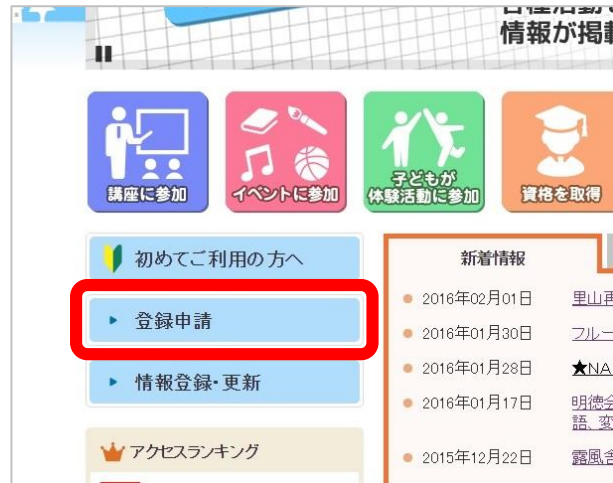 情報が掲
講座に参加
イベントに参加
子どもが
体験活動に参加
資格を取得
初めてご利用の方へ
登録申請
情報登録・更新
アクセスランキング
新着情報
2016年02月01日 里山再
2016年01月30日 フルー
2016年01月28日 ★NA
2016年01月17日 明徳会
語、変
2015年12月22日 露風舎